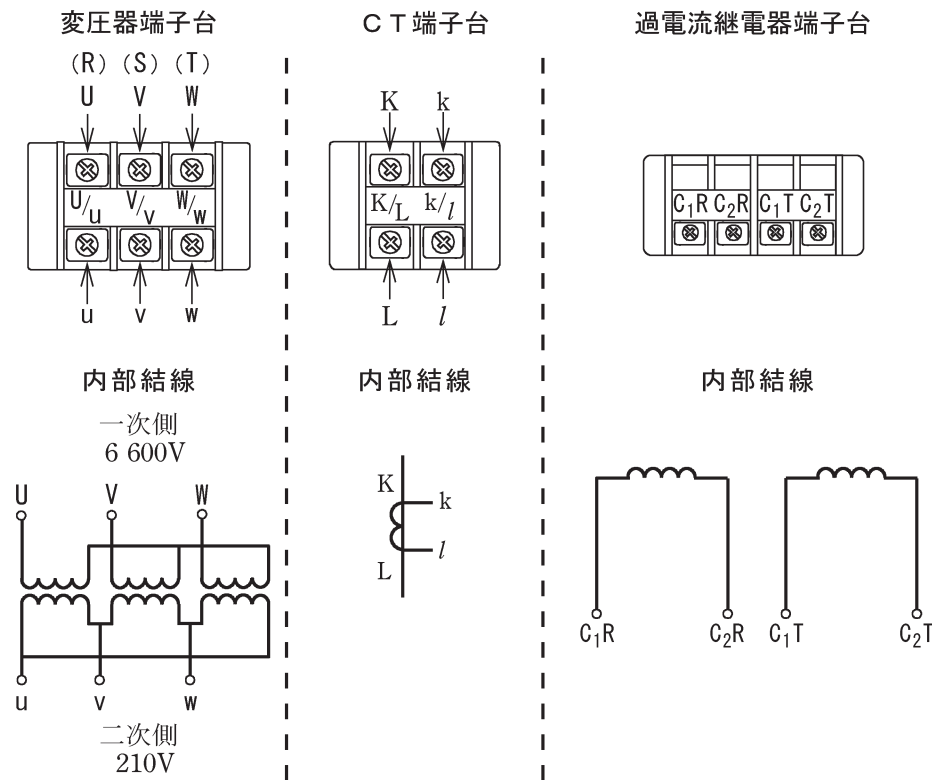 変圧器端子台
(R) (S) (T)
U V W
U/u V/v W/w
u v w
内部結線
一次側
6 600V
U V W
u v w
二次側
210V
CT端子台
K k
K/L k/l
L l
内部結線
K
k
l
L
過電流継電器端子台
C₁R C₂R C₁T C₂T
内部結線
C₁R C₂R C₁T C₂T